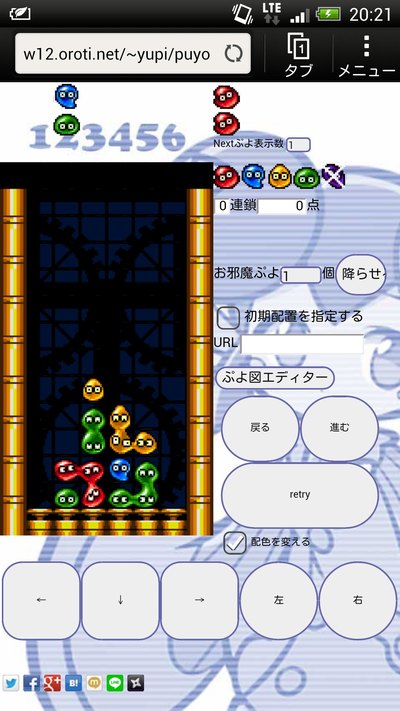 LTE 20:21
w12.oroti.net/~yupi/puyo
1
タブ メニュー
123456
Nextぷよ表示数 1
0 連鎖 0 点
お邪魔ぷよ 1 個 降らせ
初期配置を指定する
URL
ぷよ図エディター
戻る 進む
retry
配色を変える
← ↓ → 左 右
B!
LINE